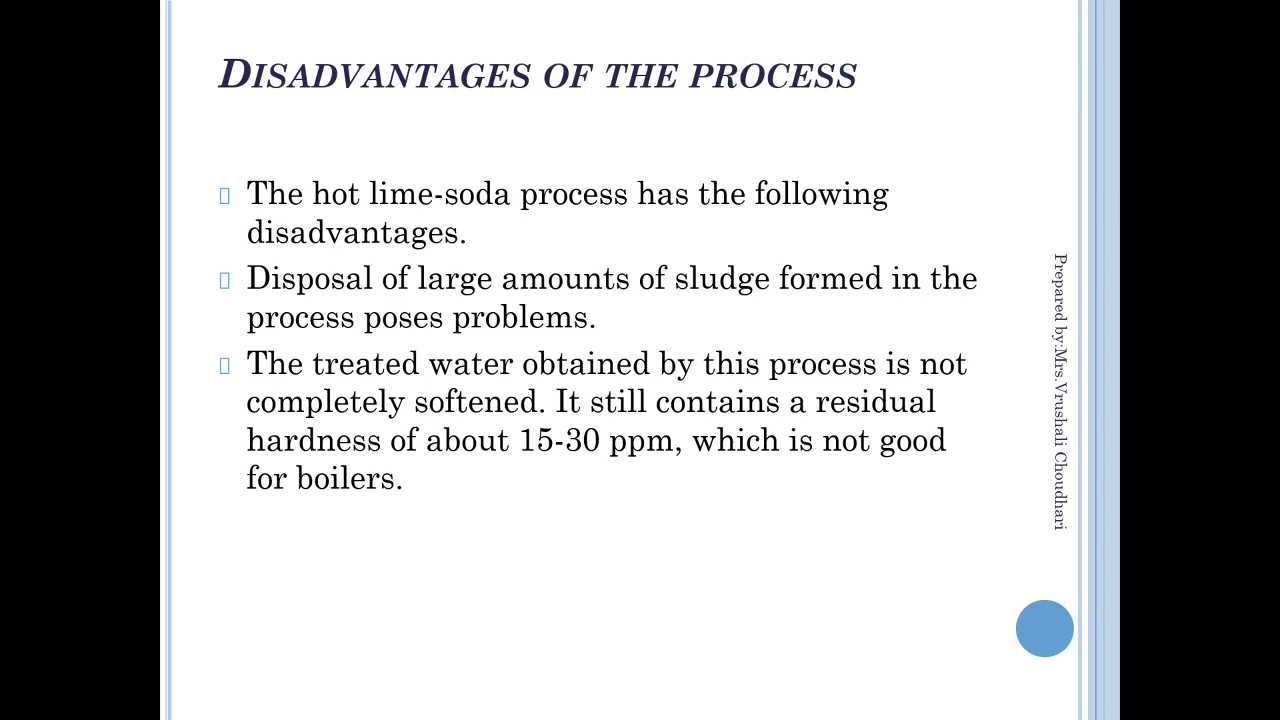 DISADVANTAGES OF THE PROCESS
The hot lime-soda process has the following
disadvantages.
Disposal of large amounts of sludge formed in the
process poses problems.
The treated water obtained by this process is not
completely softened. It still contains a residual
hardness of about 15-30 ppm, which is not good
for boilers.
Prepared by:Mrs.Vrushali Choudhari